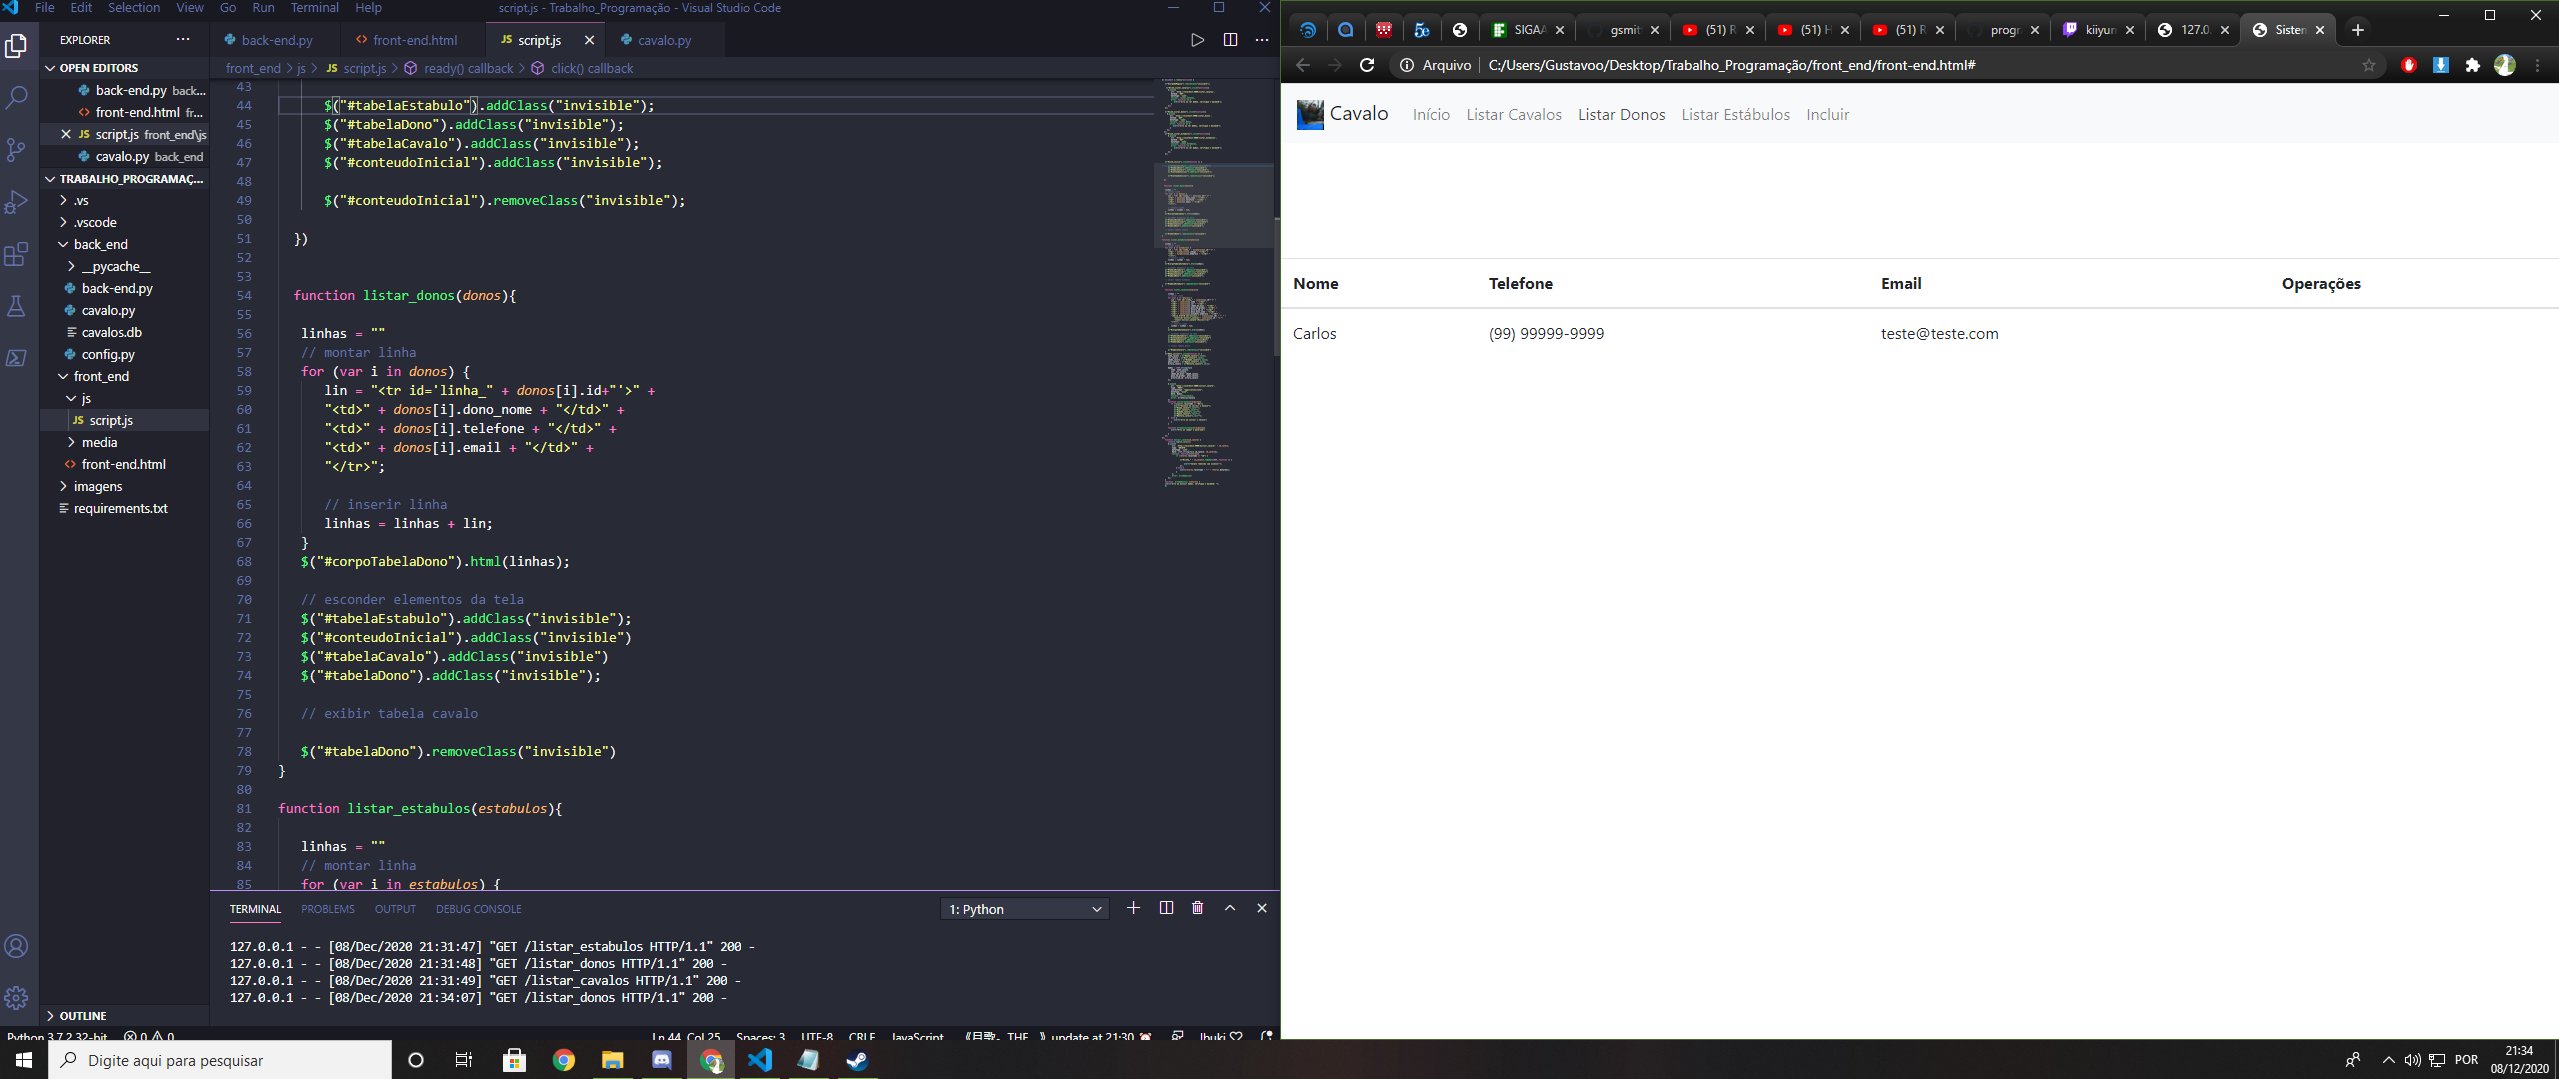 File Edit Selection View Go Run Terminal Help
script.js - Trabalho_Programação - Visual Studio Code
EXPLORER
OPEN EDITORS
back-end.py back...
front-end.html fr...
script.js front_end\js
cavalo.py back_end
TRABALHO_PROGRAMAÇ...
.vs
.vscode
back_end
__pycache__
back-end.py
cavalo.py
cavalos.db
config.py
front_end
js
script.js
media
front-end.html
imagens
requirements.txt
OUTLINE
back-end.py front-end.html script.js cavalo.py
front_end > js > JS script.js > ready() callback > click() callback
43
44 $("#tabelaEstabulo").addClass("invisible");
45 $("#tabelaDono").addClass("invisible");
46 $("#tabelaCavalo").addClass("invisible");
47 $("#conteudoInicial").addClass("invisible");
48
49 $("#conteudoInicial").removeClass("invisible");
50
51 })
52
53
54 function listar_donos(donos){
55
56 linhas = ""
57 // montar linha
58 for (var i in donos) {
59 lin = "<tr id='linha_" + donos[i].id+"'>" +
60 "<td>" + donos[i].dono_nome + "</td>" +
61 "<td>" + donos[i].telefone + "</td>" +
62 "<td>" + donos[i].email + "</td>" +
63 "</tr>";
64
65 // inserir linha
66 linhas = linhas + lin;
67 }
68 $("#corpoTabelaDono").html(linhas);
69
70 // esconder elementos da tela
71 $("#tabelaEstabulo").addClass("invisible");
72 $("#conteudoInicial").addClass("invisible")
73 $("#tabelaCavalo").addClass("invisible")
74 $("#tabelaDono").addClass("invisible");
75
76 // exibir tabela cavalo
77
78 $("#tabelaDono").removeClass("invisible")
79 }
80
81 function listar_estabulos(estabulos){
82
83 linhas = ""
84 // montar linha
85 for (var i in estabulos) {
TERMINAL PROBLEMS OUTPUT DEBUG CONSOLE
1: Python
127.0.0.1 - - [08/Dec/2020 21:31:47] "GET /listar_estabulos HTTP/1.1" 200 -
127.0.0.1 - - [08/Dec/2020 21:31:48] "GET /listar_donos HTTP/1.1" 200 -
127.0.0.1 - - [08/Dec/2020 21:31:49] "GET /listar_cavalos HTTP/1.1" 200 -
127.0.0.1 - - [08/Dec/2020 21:34:07] "GET /listar_donos HTTP/1.1" 200 -
Python 3.7.2 32-bit 0 0 Ln 44, Col 25 Spaces: 3 UTF-8 CRLF JavaScript update at 21:30
SIGAA gsmit (51) R (51) H (51) R progr kiiyum 127.0. Sistem
Arquivo | C:/Users/Gustavoo/Desktop/Trabalho_Programação/front_end/front-end.html#
Cavalo Início Listar Cavalos Listar Donos Listar Estábulos Incluir
Nome Telefone Email Operações
Carlos (99) 99999-9999 teste@teste.com
Digite aqui para pesquisar
POR
21:34
08/12/2020